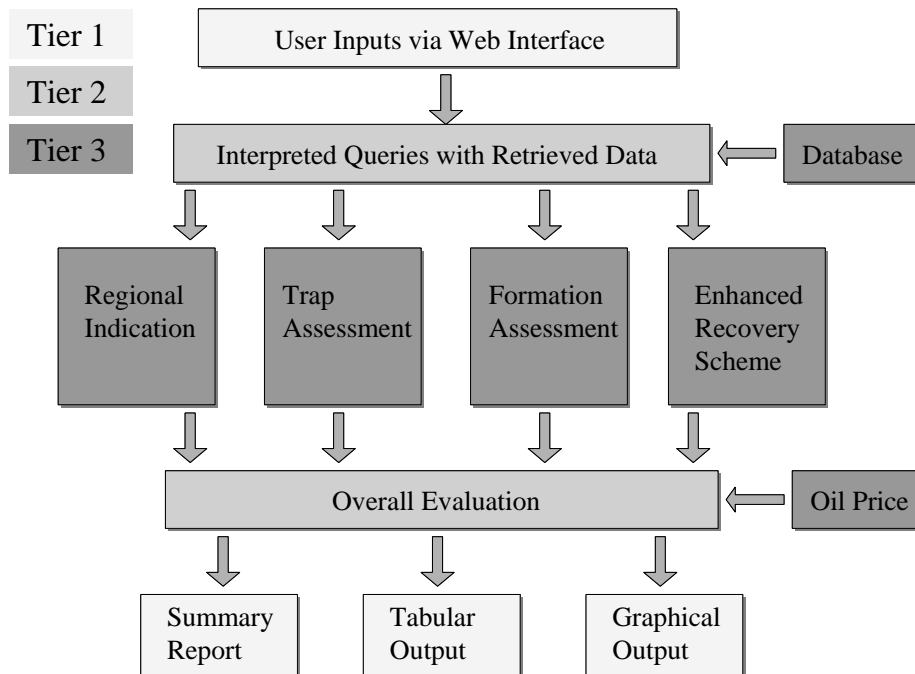 Tier 1
User Inputs via Web Interface
Tier 2
Tier 3
Interpreted Queries with Retrieved Data
Database
Regional
Indication
Trap
Assessment
Formation
Assessment
Enhanced
Recovery
Scheme
Overall Evaluation
Oil Price
Summary
Report
Tabular
Output
Graphical
Output